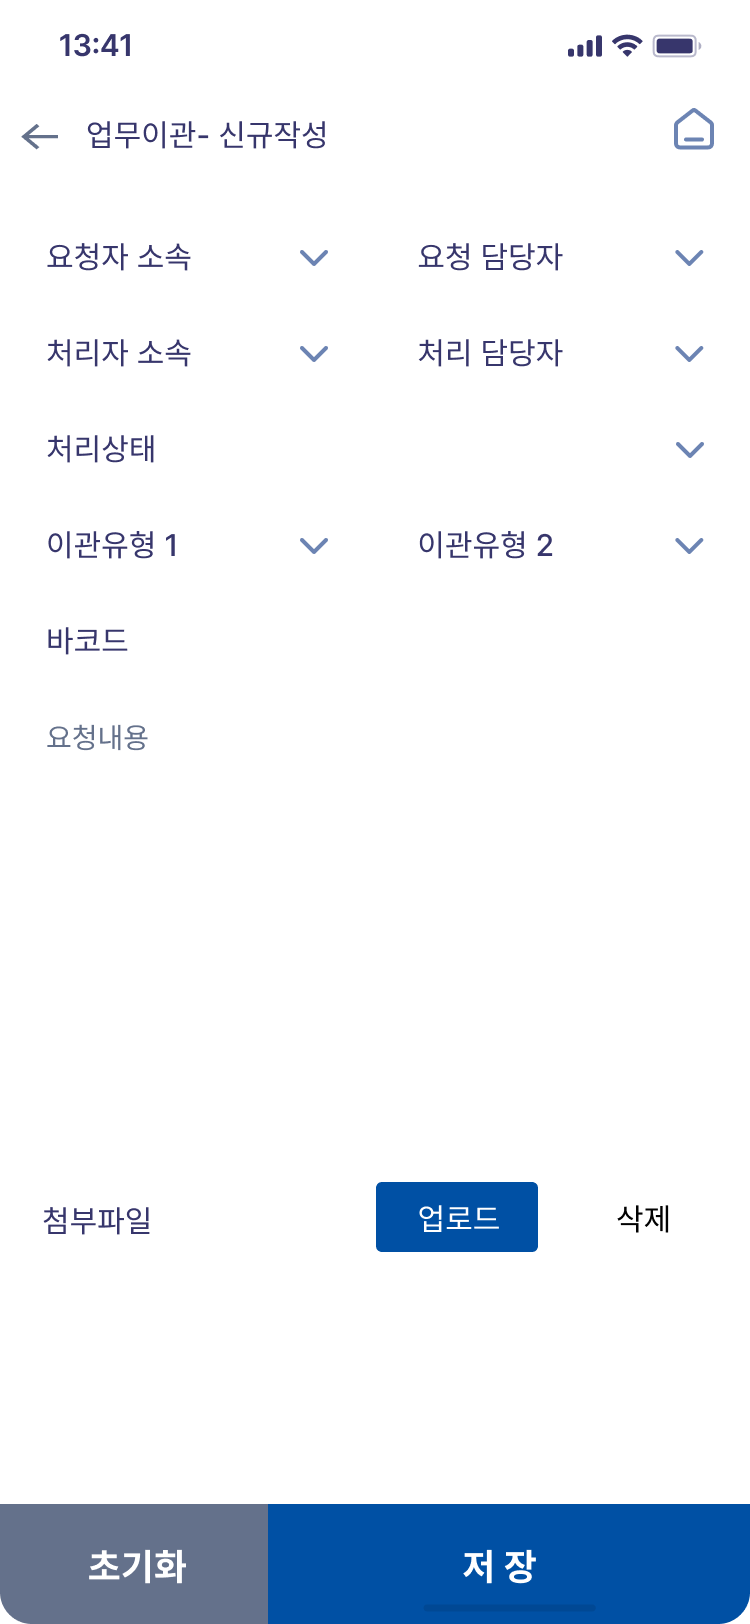 13:41
업무이관- 신규작성
요청자 소속 요청 담당자
처리자 소속 처리 담당자
처리상태
이관유형 1 이관유형 2
바코드
요청내용
첨부파일 업로드 삭제
초기화 저 장